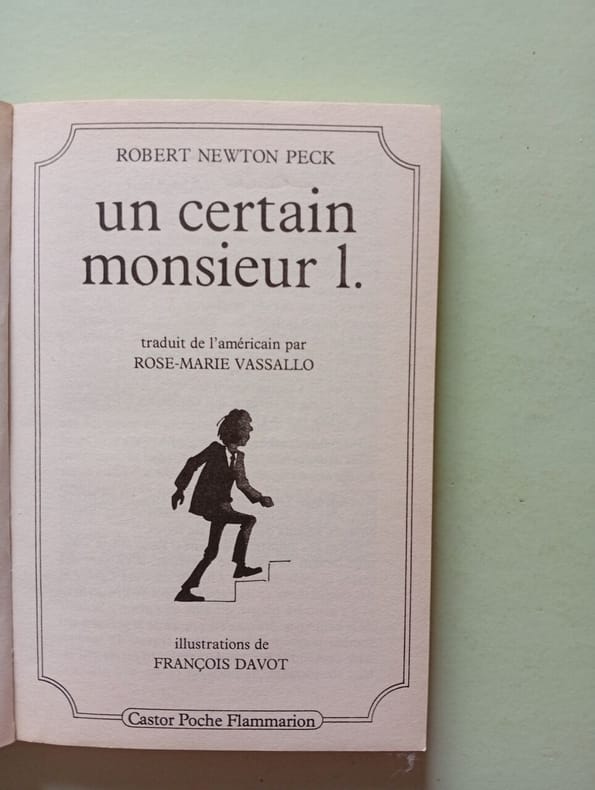 ROBERT NEWTON PECK
un certain
monsieur l.
traduit de l'américain par
ROSE-MARIE VASSALLO
illustrations de
FRANÇOIS DAVOT
Castor Poche Flammarion